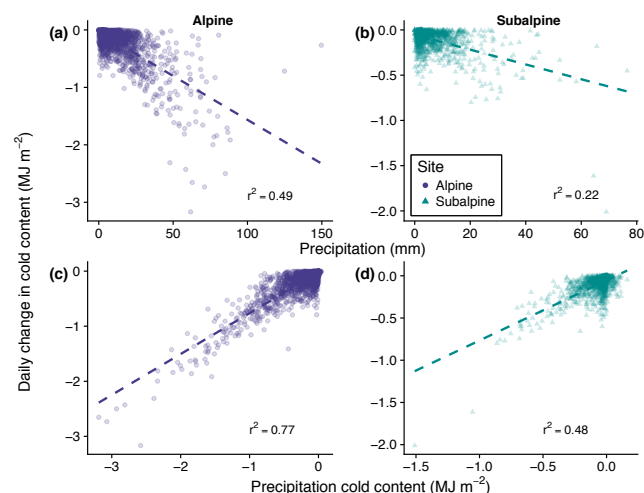 Alpine
Subalpine
(a)
(b)
0
−1
−2
−3
0.0
−0.5
−1.0
−1.5
−2.0
r² = 0.49
Site
Alpine
Subalpine
r² = 0.22
0 50 100 150
0 20 40 60 80
Precipitation (mm)
Daily change in cold content (MJ m⁻²)
(c)
(d)
0
−1
−2
−3
0.0
−0.5
−1.0
−1.5
−2.0
r² = 0.77
r² = 0.48
−3 −2 −1 0
−1.5 −1.0 −0.5 0.0
Precipitation cold content (MJ m⁻²)